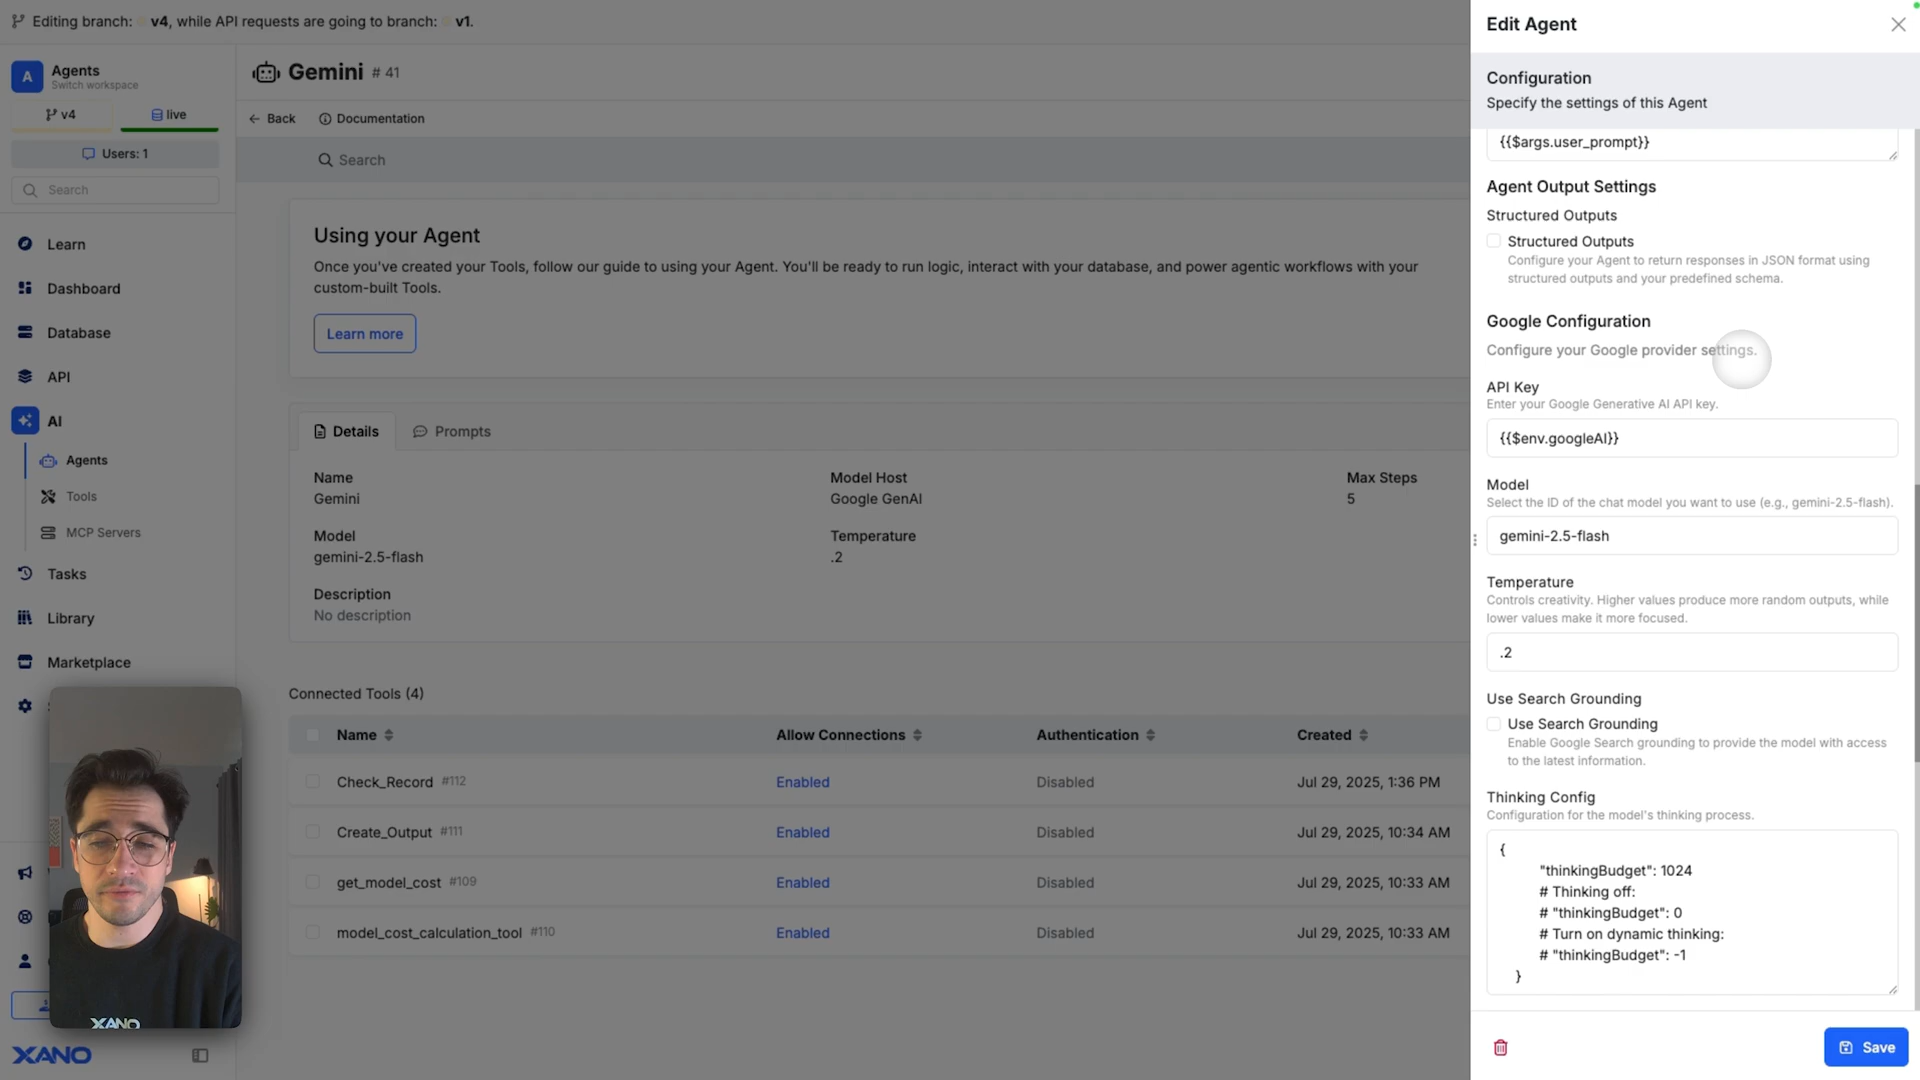 Editing branch: v4, while API requests are going to branch: v1.
A
Agents
Switch workspace
v4
live
Users: 1
Search
Learn
Dashboard
Database
API
AI
Agents
Tools
MCP Servers
Tasks
Library
Marketplace
XANO
XANO
Gemini # 41
Back
Documentation
Search
Using your Agent
Once you've created your Tools, follow our guide to using your Agent. You'll be ready to run logic, interact with your database, and power agentic workflows with your
custom-built Tools.
Learn more
Details
Prompts
Name
Gemini
Model Host
Google GenAI
Max Steps
5
Model
gemini-2.5-flash
Temperature
.2
Description
No description
Connected Tools (4)
Name Allow Connections Authentication Created
Check_Record #112 Enabled Disabled Jul 29, 2025, 1:36 PM
Create_Output #111 Enabled Disabled Jul 29, 2025, 10:34 AM
get_model_cost #109 Enabled Disabled Jul 29, 2025, 10:33 AM
model_cost_calculation_tool #110 Enabled Disabled Jul 29, 2025, 10:33 AM
Edit Agent
Configuration
Specify the settings of this Agent
{{$args.user_prompt}}
Agent Output Settings
Structured Outputs
Structured Outputs
Configure your Agent to return responses in JSON format using
structured outputs and your predefined schema.
Google Configuration
Configure your Google provider settings.
API Key
Enter your Google Generative AI API key.
{{$env.googleAI}}
Model
Select the ID of the chat model you want to use (e.g., gemini-2.5-flash).
gemini-2.5-flash
Temperature
Controls creativity. Higher values produce more random outputs, while
lower values make it more focused.
.2
Use Search Grounding
Use Search Grounding
Enable Google Search grounding to provide the model with access
to the latest information.
Thinking Config
Configuration for the model's thinking process.
{
"thinkingBudget": 1024
# Thinking off:
# "thinkingBudget": 0
# Turn on dynamic thinking:
# "thinkingBudget": -1
}
Save